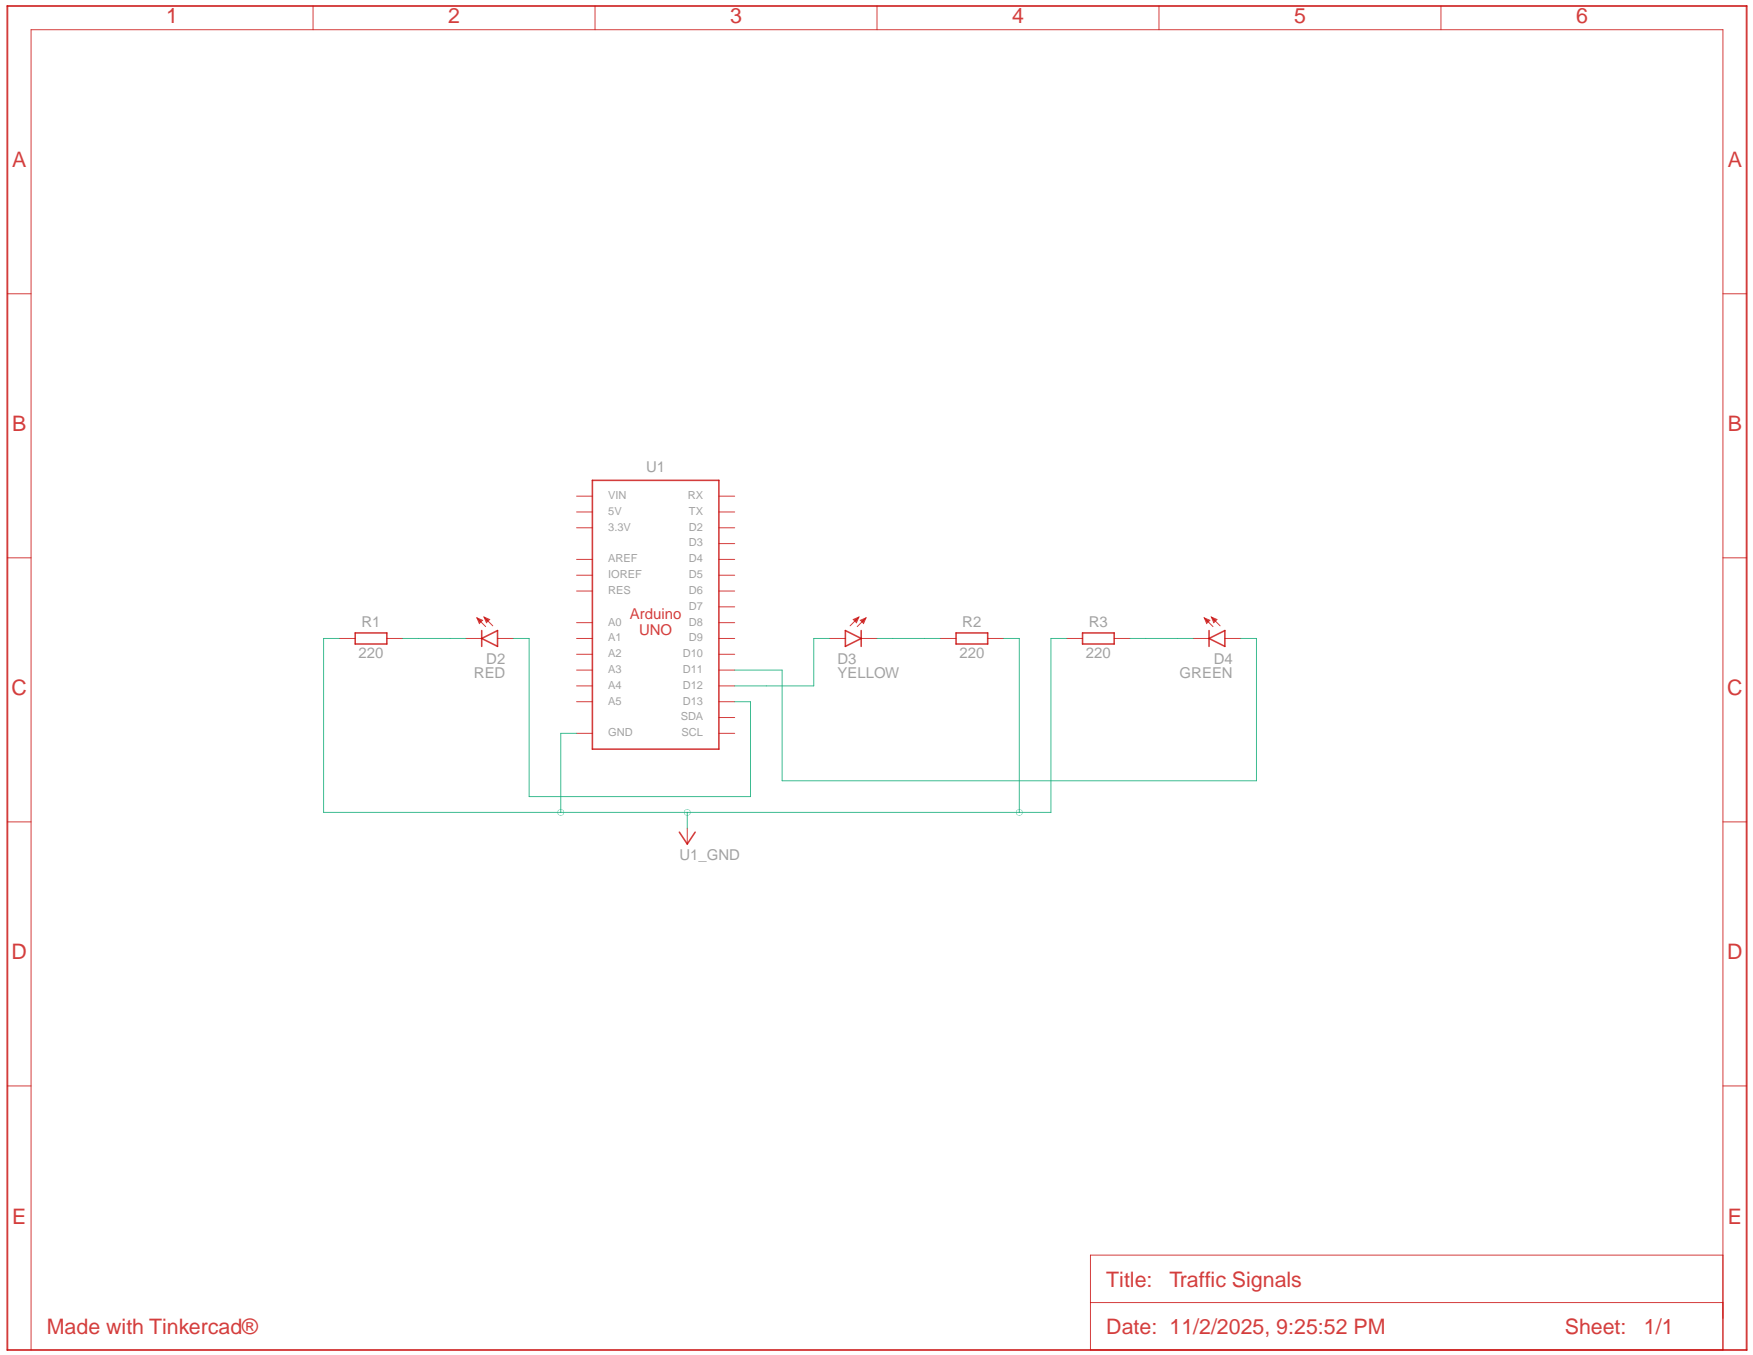 1 2 3 4 5 6
A A
B B
U1
VIN RX
5V TX
3.3V D2
D3
AREF D4
IOREF D5
RES D6
D7
Arduino
UNO
A0 D8
A1 D9
A2 D10
A3 D11
A4 D12
A5 D13
SDA
GND SCL
R1
220
D2
RED
D3
YELLOW
R2
220
R3
220
D4
GREEN
C C
U1_GND
D D
E E
Title: Traffic Signals
Made with Tinkercad®
Date: 11/2/2025, 9:25:52 PM Sheet: 1/1